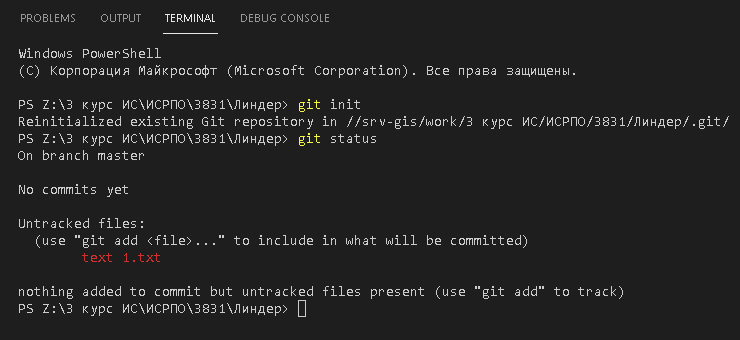 PROBLEMS OUTPUT TERMINAL DEBUG CONSOLE
Windows PowerShell
(C) Корпорация Майкрософт (Microsoft Corporation). Все права защищены.
PS Z:\3 курс ИС\ИСРПО\3831\Линдер> git init
Reinitialized existing Git repository in //srv-gis/work/3 курс ИС/ИСРПО/3831/Линдер/.git/
PS Z:\3 курс ИС\ИСРПО\3831\Линдер> git status
On branch master
No commits yet
Untracked files:
(use "git add <file>..." to include in what will be committed)
text 1.txt
nothing added to commit but untracked files present (use "git add" to track)
PS Z:\3 курс ИС\ИСРПО\3831\Линдер>